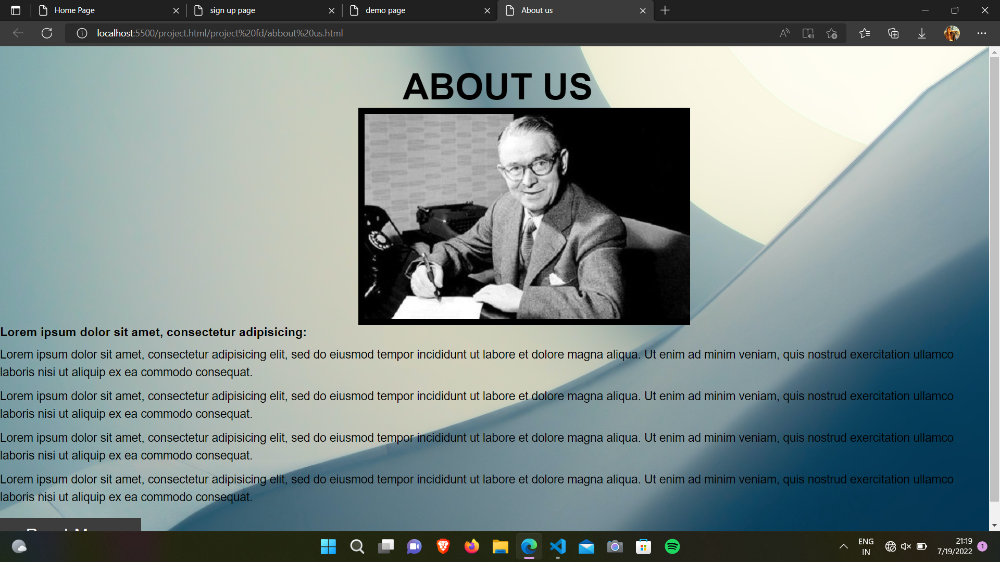 Home Page
sign up page
demo page
About us
localhost:5500/project.html/project%20fd/abbout%20us.html
ABOUT US
Lorem ipsum dolor sit amet, consectetur adipisicing:
Lorem ipsum dolor sit amet, consectetur adipisicing elit, sed do eiusmod tempor incididunt ut labore et dolore magna aliqua. Ut enim ad minim veniam, quis nostrud exercitation ullamco
laboris nisi ut aliquip ex ea commodo consequat.
Lorem ipsum dolor sit amet, consectetur adipisicing elit, sed do eiusmod tempor incididunt ut labore et dolore magna aliqua. Ut enim ad minim veniam, quis nostrud exercitation ullamco
laboris nisi ut aliquip ex ea commodo consequat.
Lorem ipsum dolor sit amet, consectetur adipisicing elit, sed do eiusmod tempor incididunt ut labore et dolore magna aliqua. Ut enim ad minim veniam, quis nostrud exercitation ullamco
laboris nisi ut aliquip ex ea commodo consequat.
Lorem ipsum dolor sit amet, consectetur adipisicing elit, sed do eiusmod tempor incididunt ut labore et dolore magna aliqua. Ut enim ad minim veniam, quis nostrud exercitation ullamco
laboris nisi ut aliquip ex ea commodo consequat.
ENG
IN
21:19
7/19/2022
1